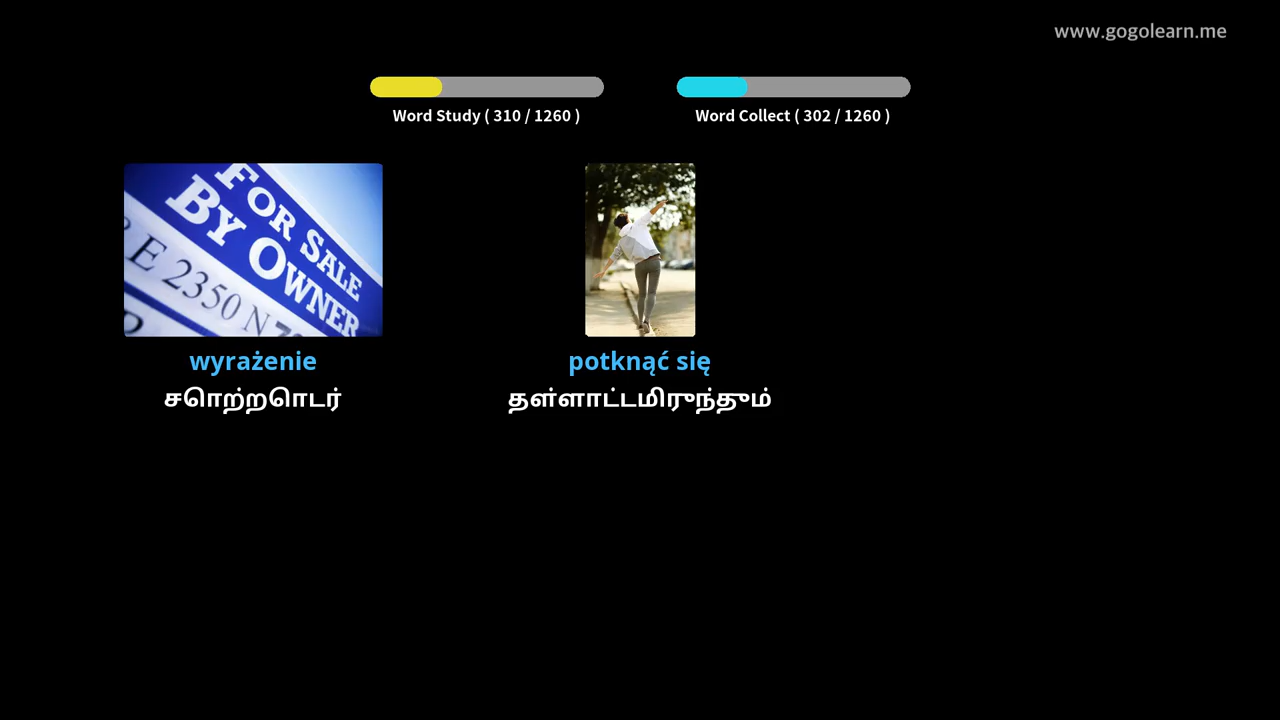 www.gogolearn.me
Word Study ( 310 / 1260 )
Word Collect ( 302 / 1260 )
FOR SALE
BY OWNER
E 2350 N
wyrażenie
potknąć się
சொற்றொடர்
தள்ளாட்டமிருந்தும்